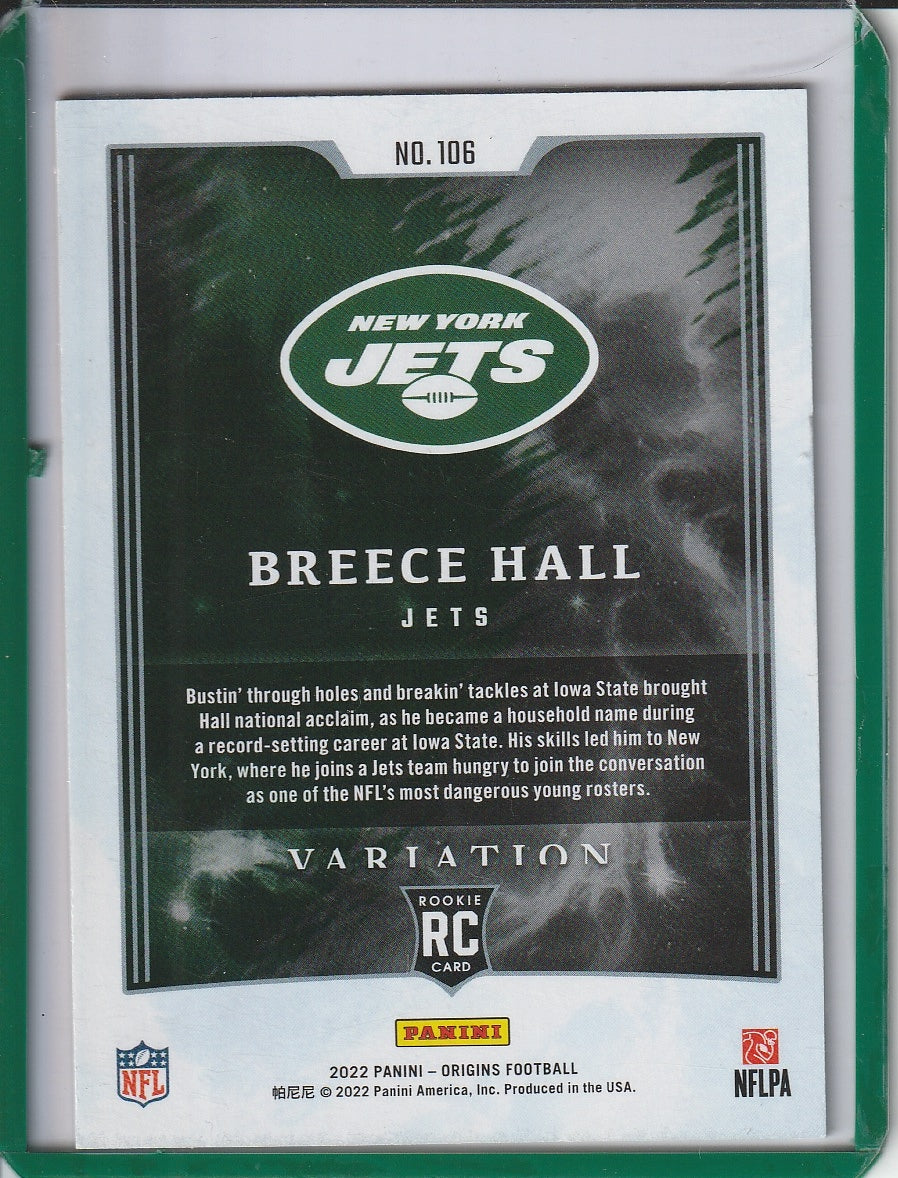 NO. 106
NEW YORK
JETS
BREECE HALL
JETS
Bustin' through holes and breakin' tackles at Iowa State brought
Hall national acclaim, as he became a household name during
a record-setting career at Iowa State. His skills led him to New
York, where he joins a Jets team hungry to join the conversation
as one of the NFL's most dangerous young rosters.
VARIATION
ROOKIE
RC
CARD
PANINI
NFL
NFLPA
2022 PANINI – ORIGINS FOOTBALL
帕尼尼 © 2022 Panini America, Inc. Produced in the USA.